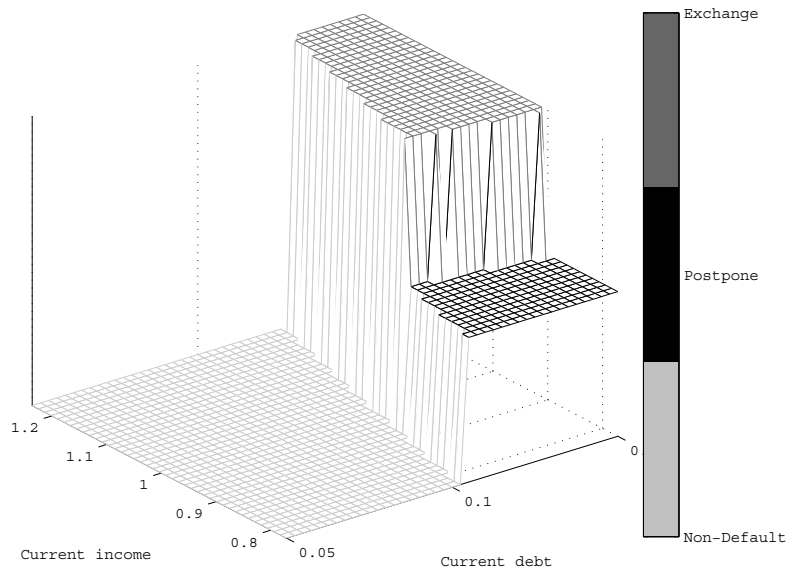 Exchange
Postpone
Non-Default
1.2
1.1
1
0.9
0.8
0.05
0.1
0.
Current income
Current debt